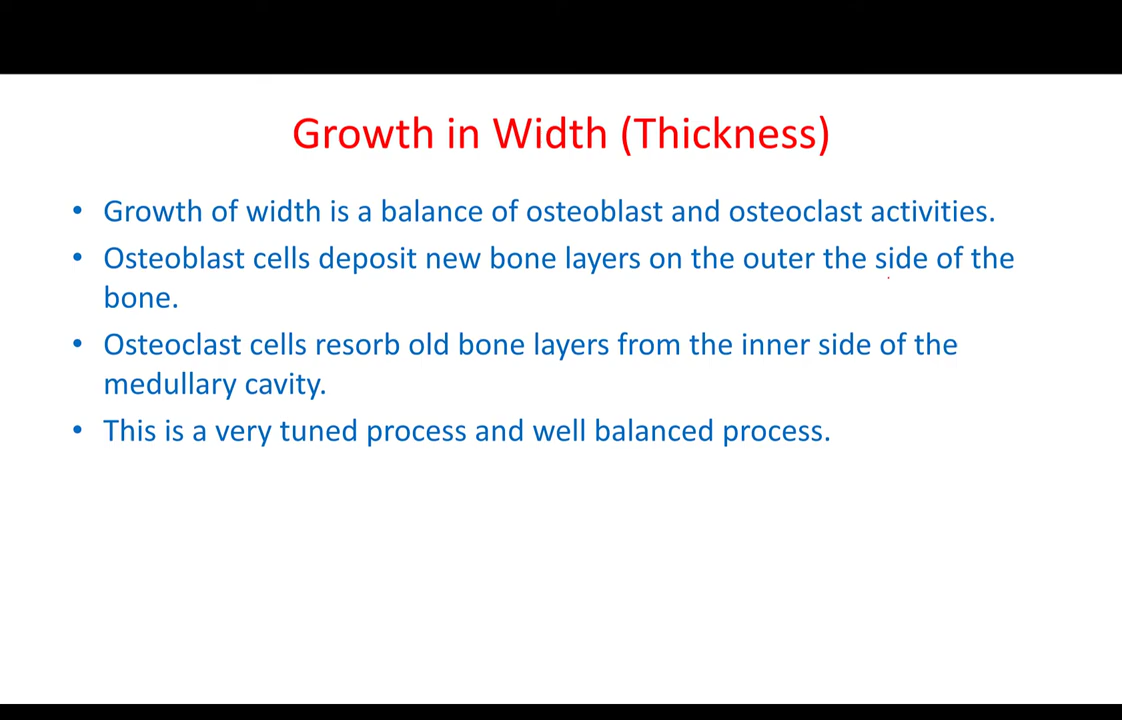 Growth in Width (Thickness)
• Growth of width is a balance of osteoblast and osteoclast activities.
• Osteoblast cells deposit new bone layers on the outer the side of the
bone.
• Osteoclast cells resorb old bone layers from the inner side of the
medullary cavity.
• This is a very tuned process and well balanced process.